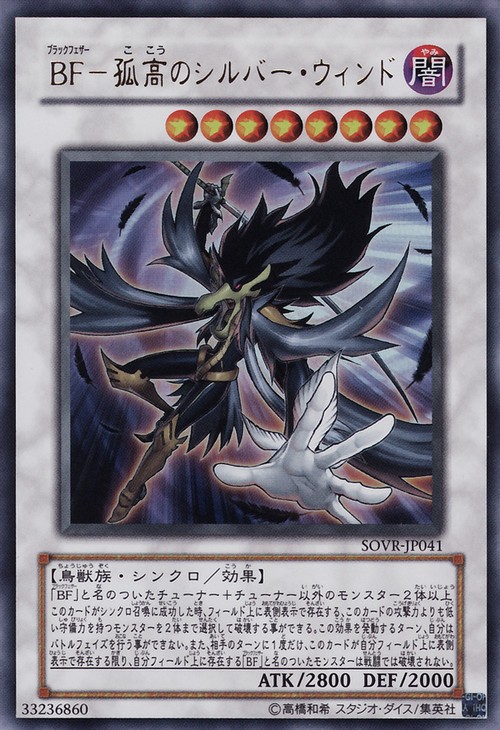 ブラックフェザー ここう
BF－孤高のシルバー・ウィンド
やみ
闇
SOVR-JP041
【鳥獣族・シンクロ／効果】
「BF」と名のついたチューナー＋チューナー以外のモンスター2体以上
このカードがシンクロ召喚に成功した時、フィールド上に表側表示で存在する、このカードの攻撃力よりも低
い守備力を持つモンスターを2体まで選択して破壊する事ができる。この効果を発動するターン、自分は
バトルフェイズを行う事ができない。また、相手のターンに1度だけ、このカードが自分フィールド上に表側
表示で存在する限り、自分フィールド上に存在する「BF」と名のついたモンスターは戦闘では破壊されない。
ATK/2800 DEF/2000
33236860
©高橋和希 スタジオ・ダイス/集英社